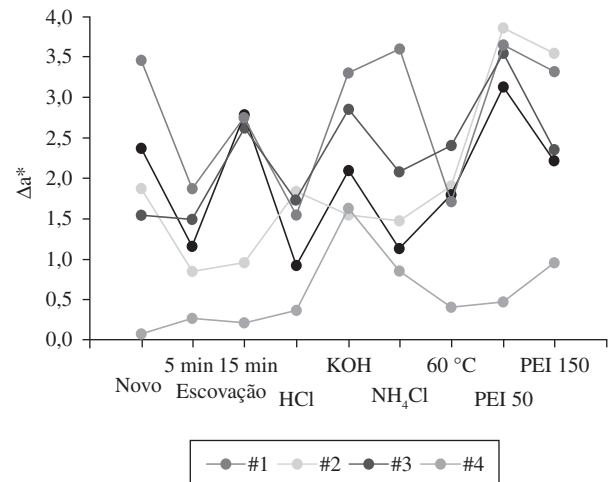 4,0
3,5
3,0
2,5
2,0
1,5
1,0
0,5
0,0
Δa*
Novo
5 min 15 min
Escovação
HCl
KOH
NH₄Cl
60 °C
PEI 50
PEI 150
#1 #2 #3 #4